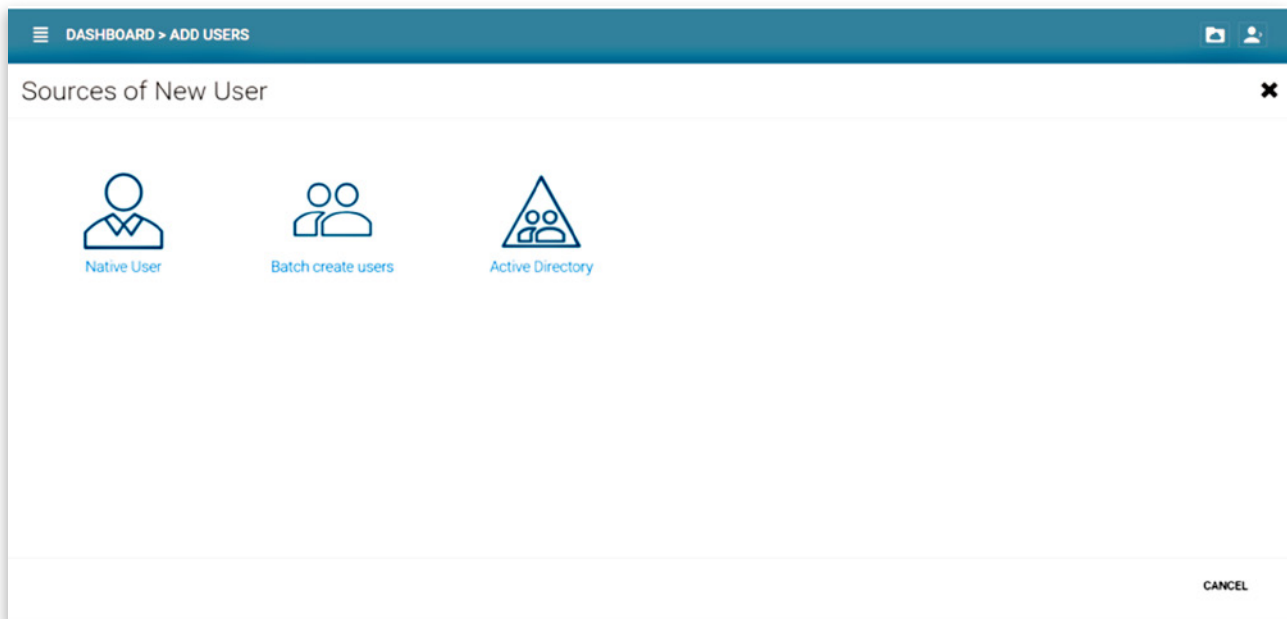 DASHBOARD > ADD USERS
Sources of New User
Native User
Batch create users
Active Directory
CANCEL